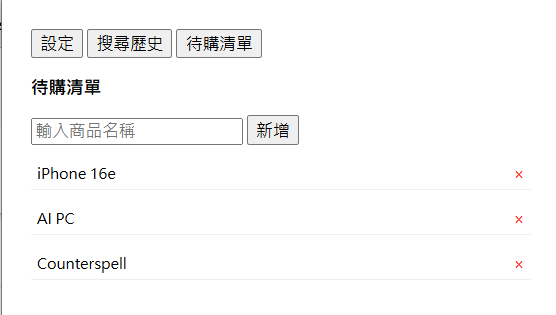 設定 搜尋歷史 待購清單
待購清單
輸入商品名稱 新增
iPhone 16e ×
AI PC ×
Counterspell ×